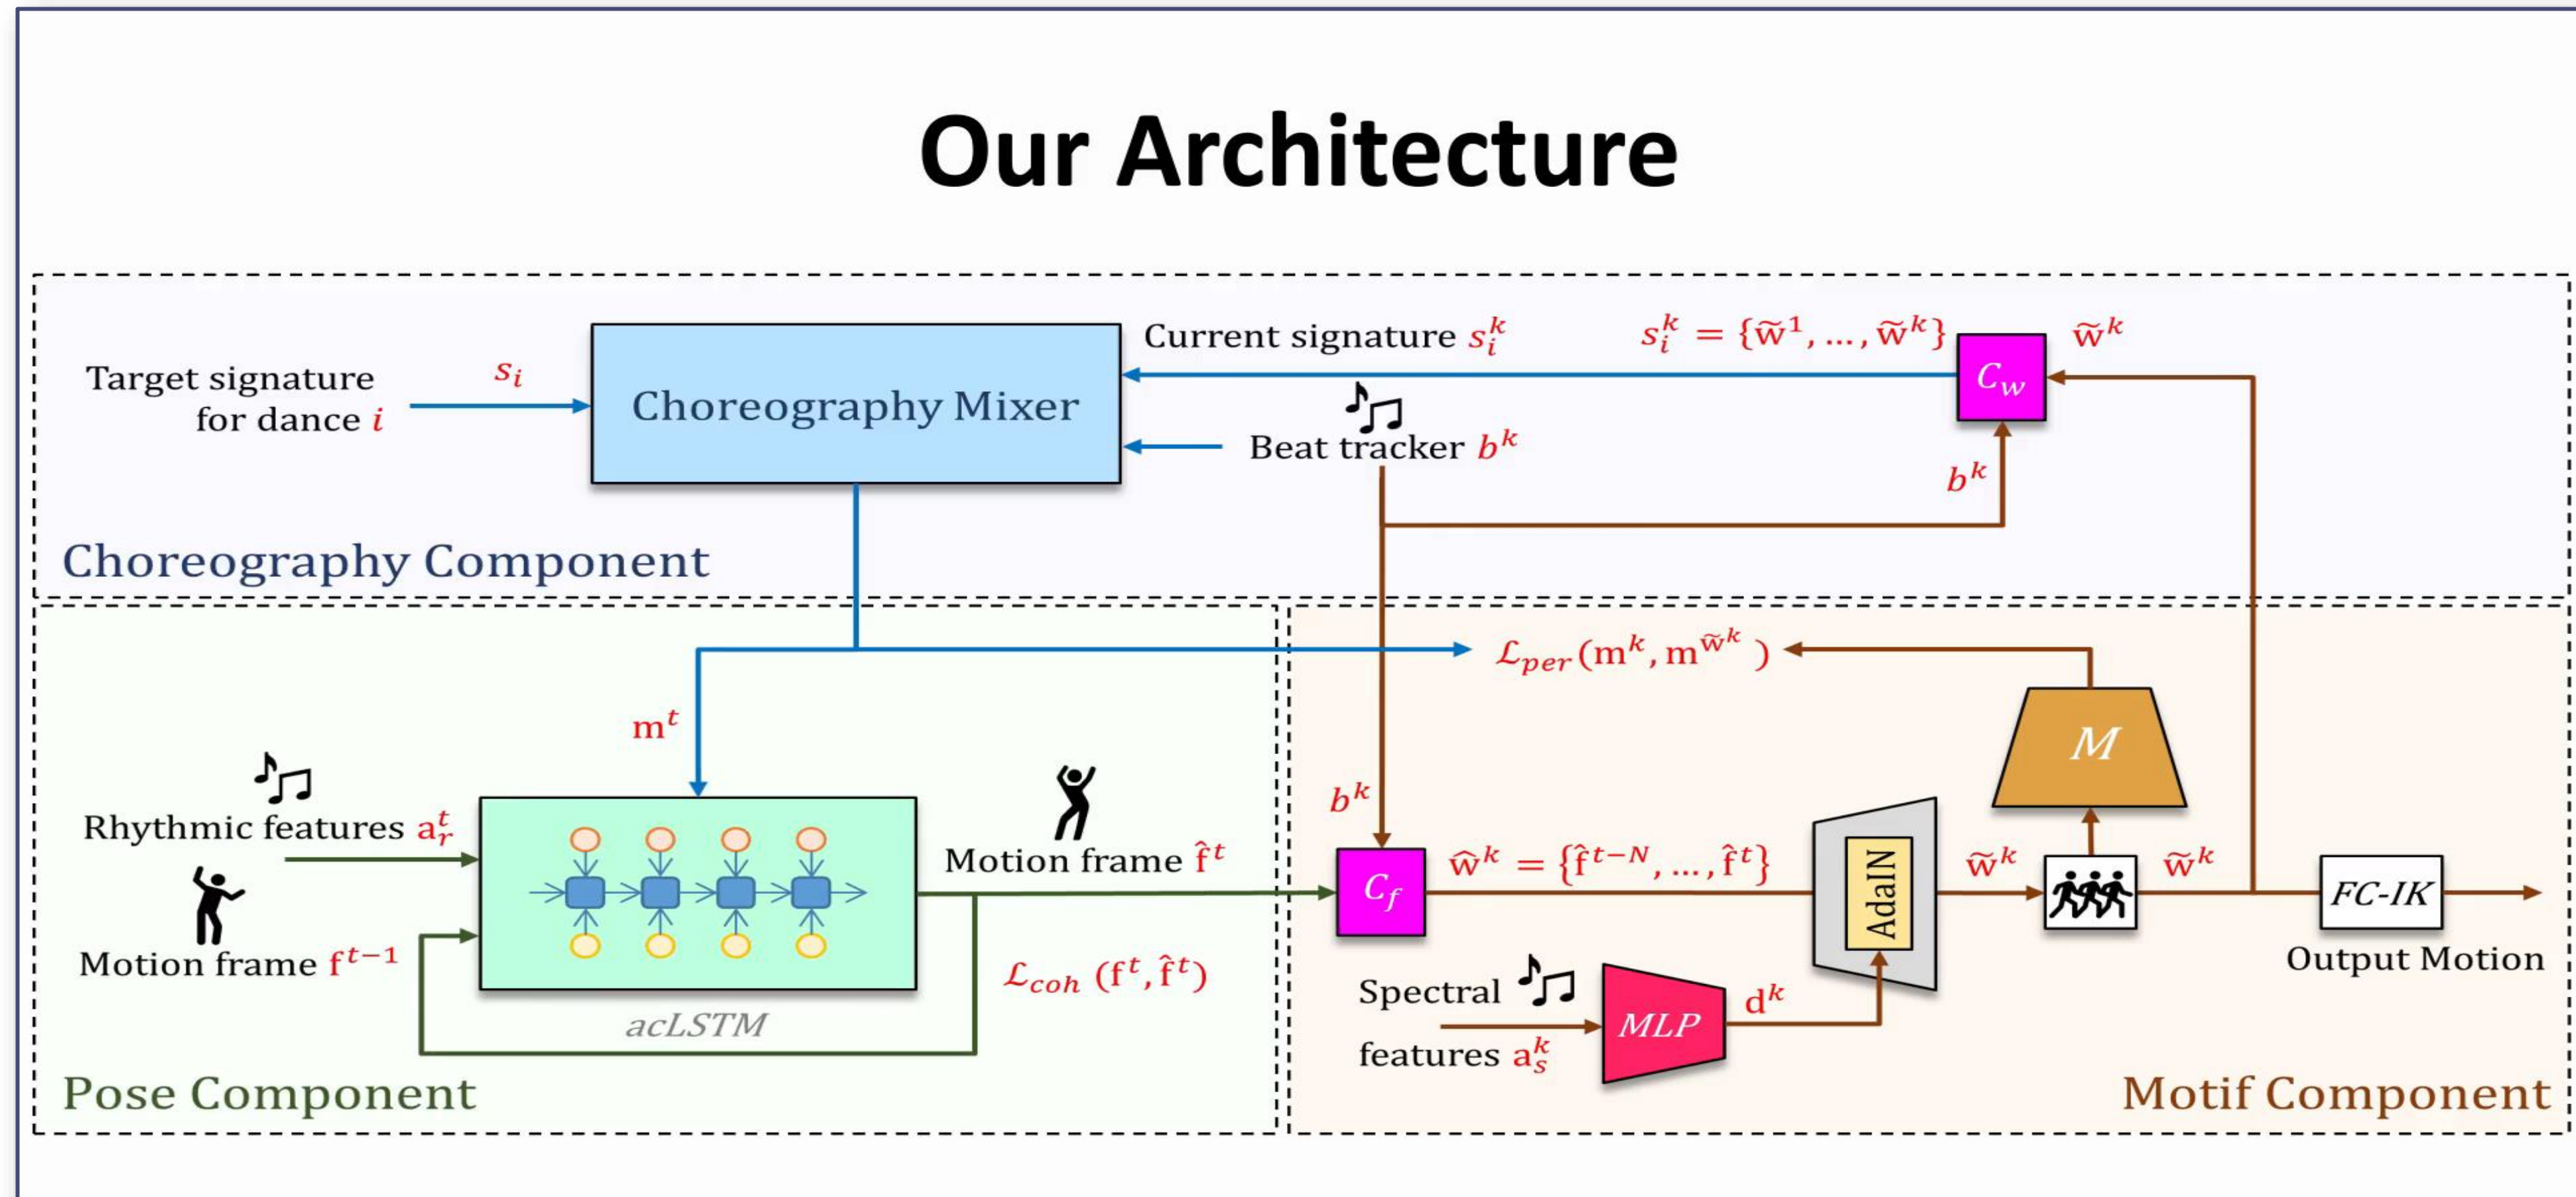 Our Architecture
Target signature
for dance i
s_i
Choreography Mixer
Current signature s_i^k
s_i^k = {w̃^1, ..., w̃^k}
C_w
w̃^k
Beat tracker b^k
b^k
Choreography Component
ℒ_per(m^k, m^w̃^k)
m^t
M
Rhythmic features a_r^t
Motion frame f^t-1
acLSTM
Motion frame f̂^t
ℒ_coh (f^t, f̂^t)
Pose Component
b^k
C_f
ŵ^k = {f̂^t-N, ..., f̂^t}
AdaIN
w̃^k
w̃^k
FC-IK
Output Motion
Spectral
features a_s^k
MLP
d^k
Motif Component